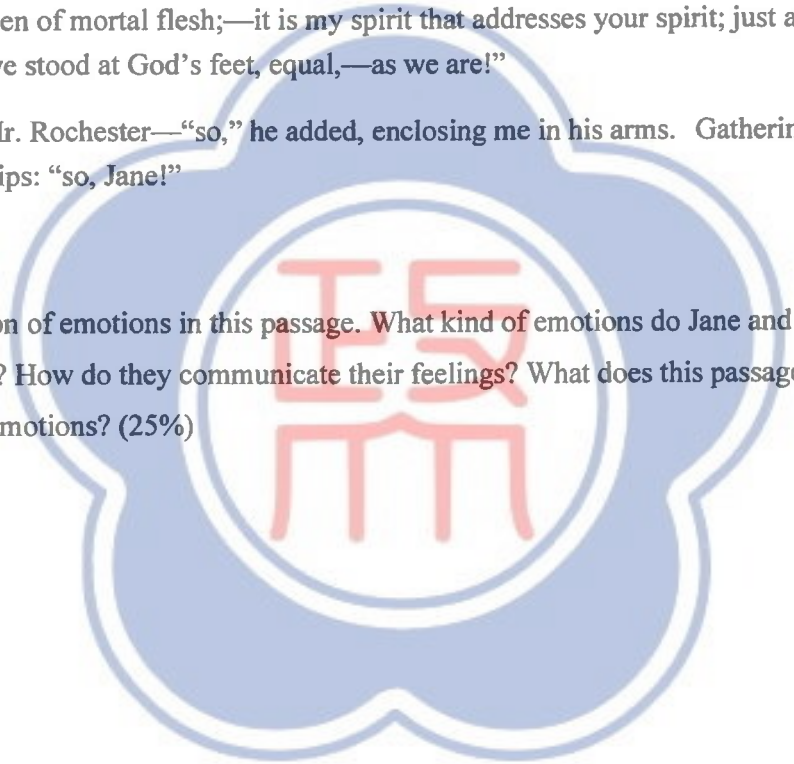 en of mortal flesh;—it is my spirit that addresses your spirit; just a
e stood at God's feet, equal,—as we are!”
r. Rochester—“so,” he added, enclosing me in his arms. Gatherin
ips: “so, Jane!”
on of emotions in this passage. What kind of emotions do Jane and
? How do they communicate their feelings? What does this passage
motions? (25%)
政
大